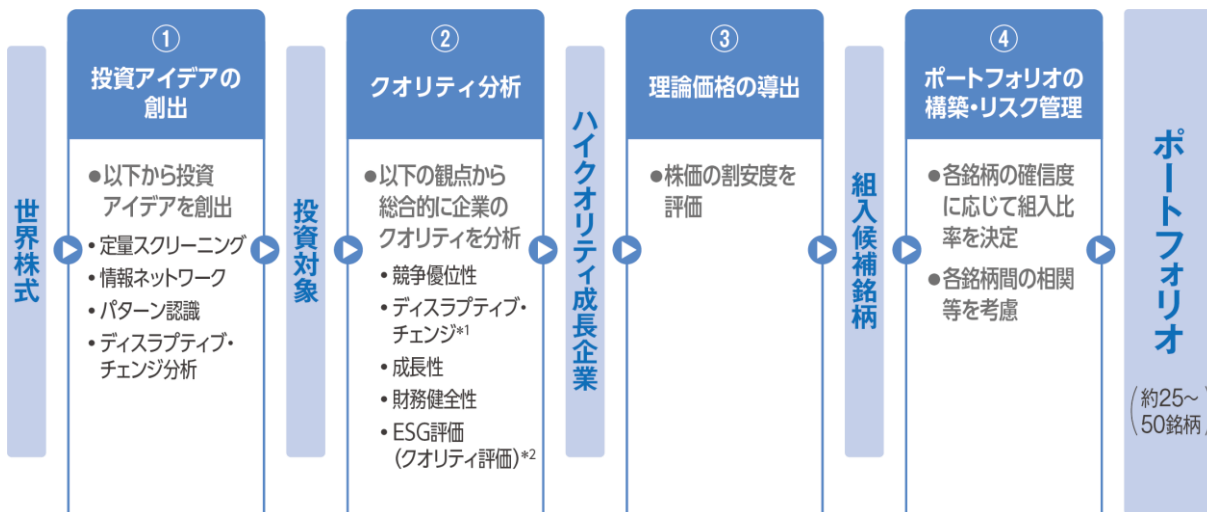 世界株式
①
投資アイデアの
創出
●以下から投資
アイデアを創出
・定量スクリーニング
・情報ネットワーク
・パターン認識
・ディスラプティブ・
チェンジ分析
投資対象
②
クオリティ分析
●以下の観点から
総合的に企業の
クオリティを分析
・競争優位性
・ディスラプティブ・
チェンジ*1
・成長性
・財務健全性
・ESG評価
(クオリティ評価)*2
ハイクオリティ成長企業
③
理論価格の導出
●株価の割安度を
評価
組入候補銘柄
④
ポートフォリオの
構築・リスク管理
●各銘柄の確信度
に応じて組入比
率を決定
●各銘柄間の相関
等を考慮
ポートフォリオ
(約25~
50銘柄)